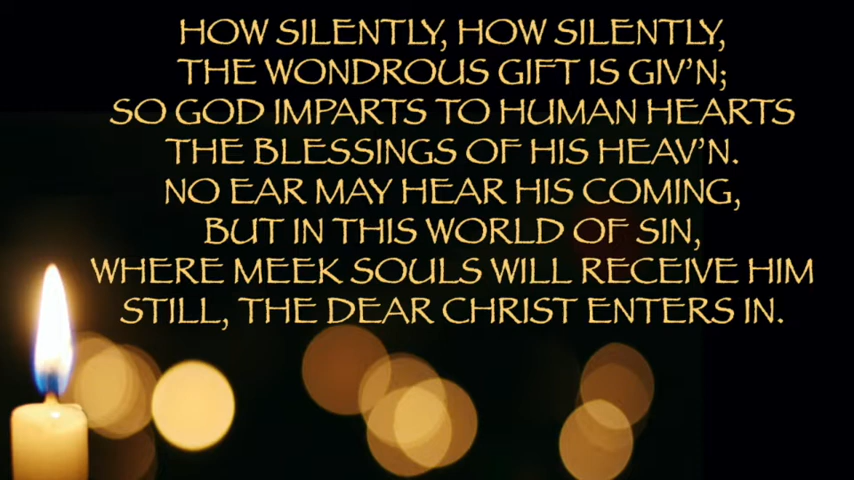 HOW SILENTLY, HOW SILENTLY,
THE WONDROUS GIFT IS GIV’N;
SO GOD IMPARTS TO HUMAN HEARTS
THE BLESSINGS OF HIS HEAV’N.
NO EAR MAY HEAR HIS COMING,
BUT IN THIS WORLD OF SIN,
WHERE MEEK SOULS WILL RECEIVE HIM
STILL, THE DEAR CHRIST ENTERS IN.